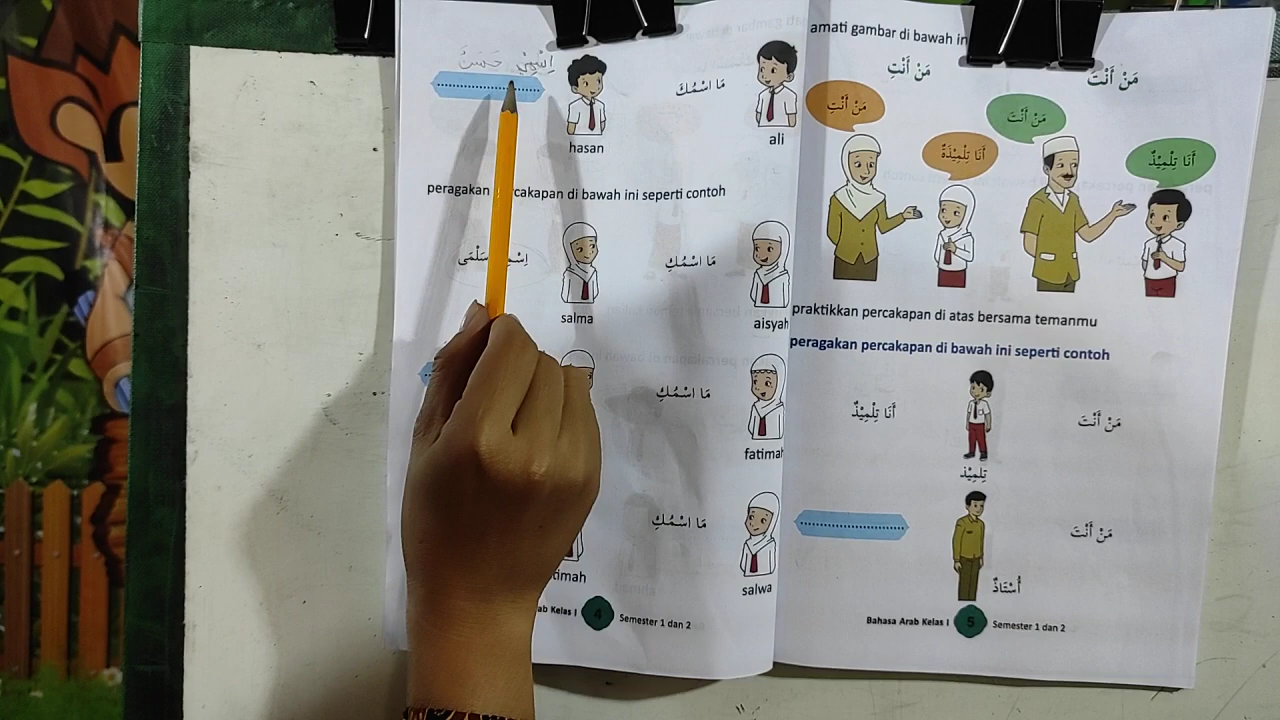 اِسْمِيْ حَسَنْ
مَا اسْمُكَ
hasan
ali
peragakan percakapan di bawah ini seperti contoh
سَلْمَى
مَا اسْمُكِ
salma
aisyah
مَا اسْمُكِ
fatimah
مَا اسْمُكِ
salwa
Kelas I
4
Semester 1 dan 2
amati gambar di bawah
مَنْ أَنْتِ
مَنْ أَنْتَ
مَنْ أَنْتِ
أَنَا تِلْمِيْذَةٌ
مَنْ أَنْتَ
أَنَا تِلْمِيْذٌ
praktikkan percakapan di atas bersama temanmu
peragakan percakapan di bawah ini seperti contoh
أَنَا تِلْمِيْذٌ
مَنْ أَنْتَ
تِلْمِيْذ
مَنْ أَنْتَ
أُسْتَاذٌ
Bahasa Arab Kelas I
5
Semester 1 dan 2